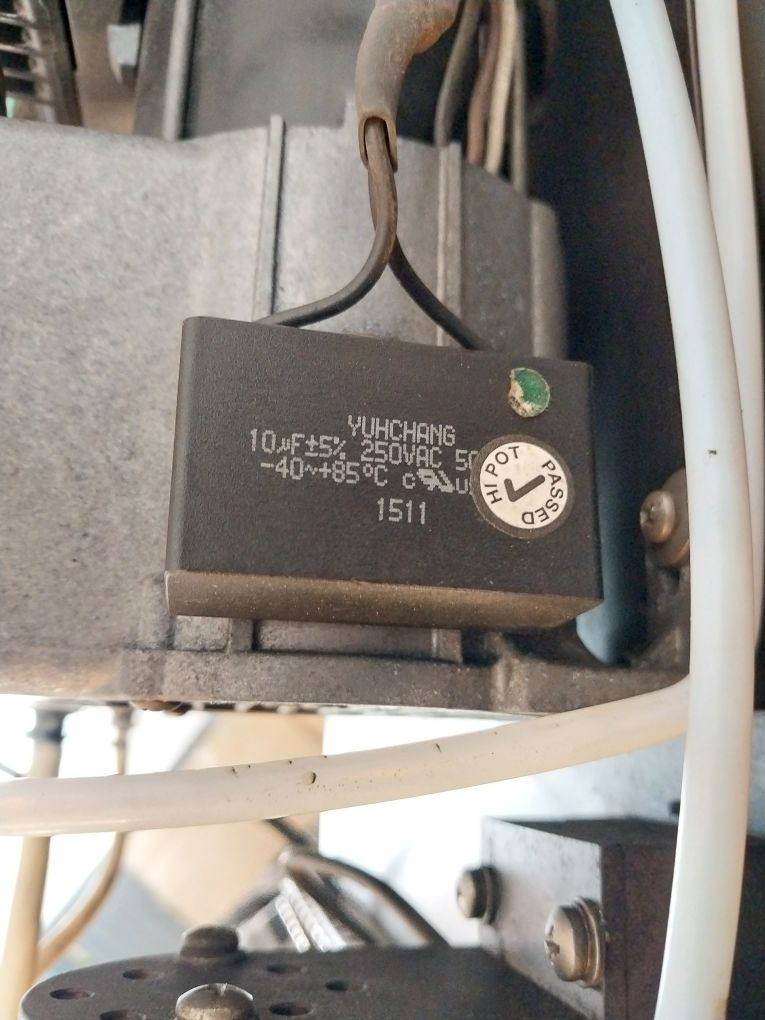 YUHCHANG
10μF±5% 250VAC
-40~+85°C
1511
HI POT PASSED